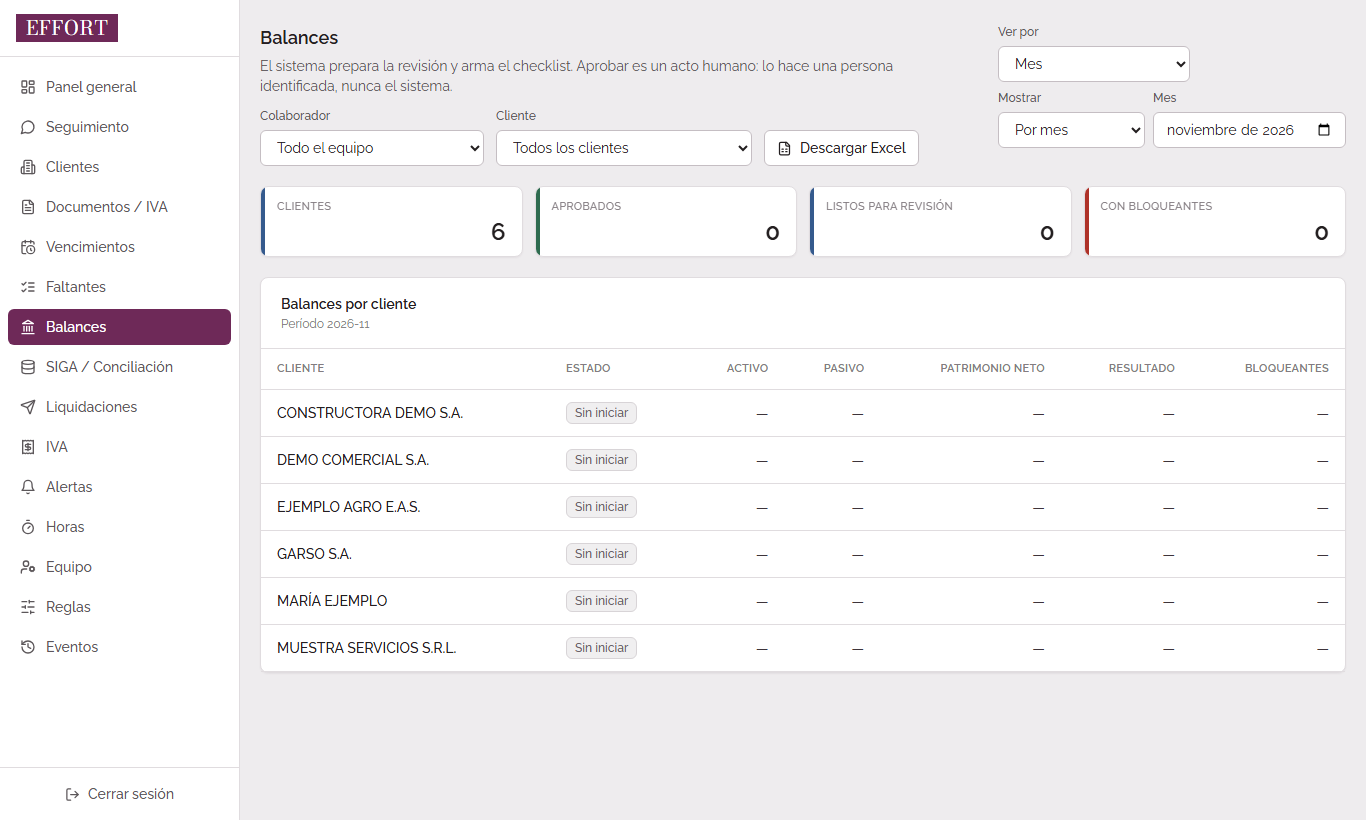 EFFORT
Panel general
Seguimiento
Clientes
Documentos / IVA
Vencimientos
Faltantes
Balances
SIGA / Conciliación
Liquidaciones
IVA
Alertas
Horas
Equipo
Reglas
Eventos
Cerrar sesión
Balances
El sistema prepara la revisión y arma el checklist. Aprobar es un acto humano: lo hace una persona
identificada, nunca el sistema.
Ver por
Mes
Mostrar Mes
Por mes noviembre de 2026
Colaborador Cliente
Todo el equipo Todos los clientes Descargar Excel
CLIENTES APROBADOS LISTOS PARA REVISIÓN CON BLOQUEANTES
6 0 0 0
Balances por cliente
Período 2026-11
CLIENTE ESTADO ACTIVO PASIVO PATRIMONIO NETO RESULTADO BLOQUEANTES
CONSTRUCTORA DEMO S.A. Sin iniciar — — — — —
DEMO COMERCIAL S.A. Sin iniciar — — — — —
EJEMPLO AGRO E.A.S. Sin iniciar — — — — —
GARSO S.A. Sin iniciar — — — — —
MARÍA EJEMPLO Sin iniciar — — — — —
MUESTRA SERVICIOS S.R.L. Sin iniciar — — — — —